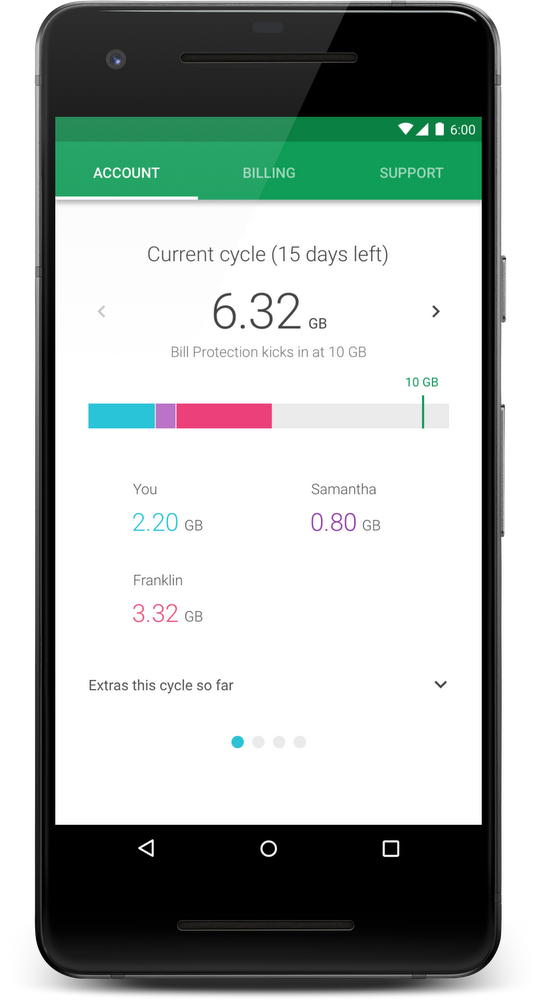 6:00
ACCOUNT BILLING SUPPORT
Current cycle (15 days left)
6.32 GB
Bill Protection kicks in at 10 GB
10 GB
You Samantha
2.20 GB 0.80 GB
Franklin
3.32 GB
Extras this cycle so far